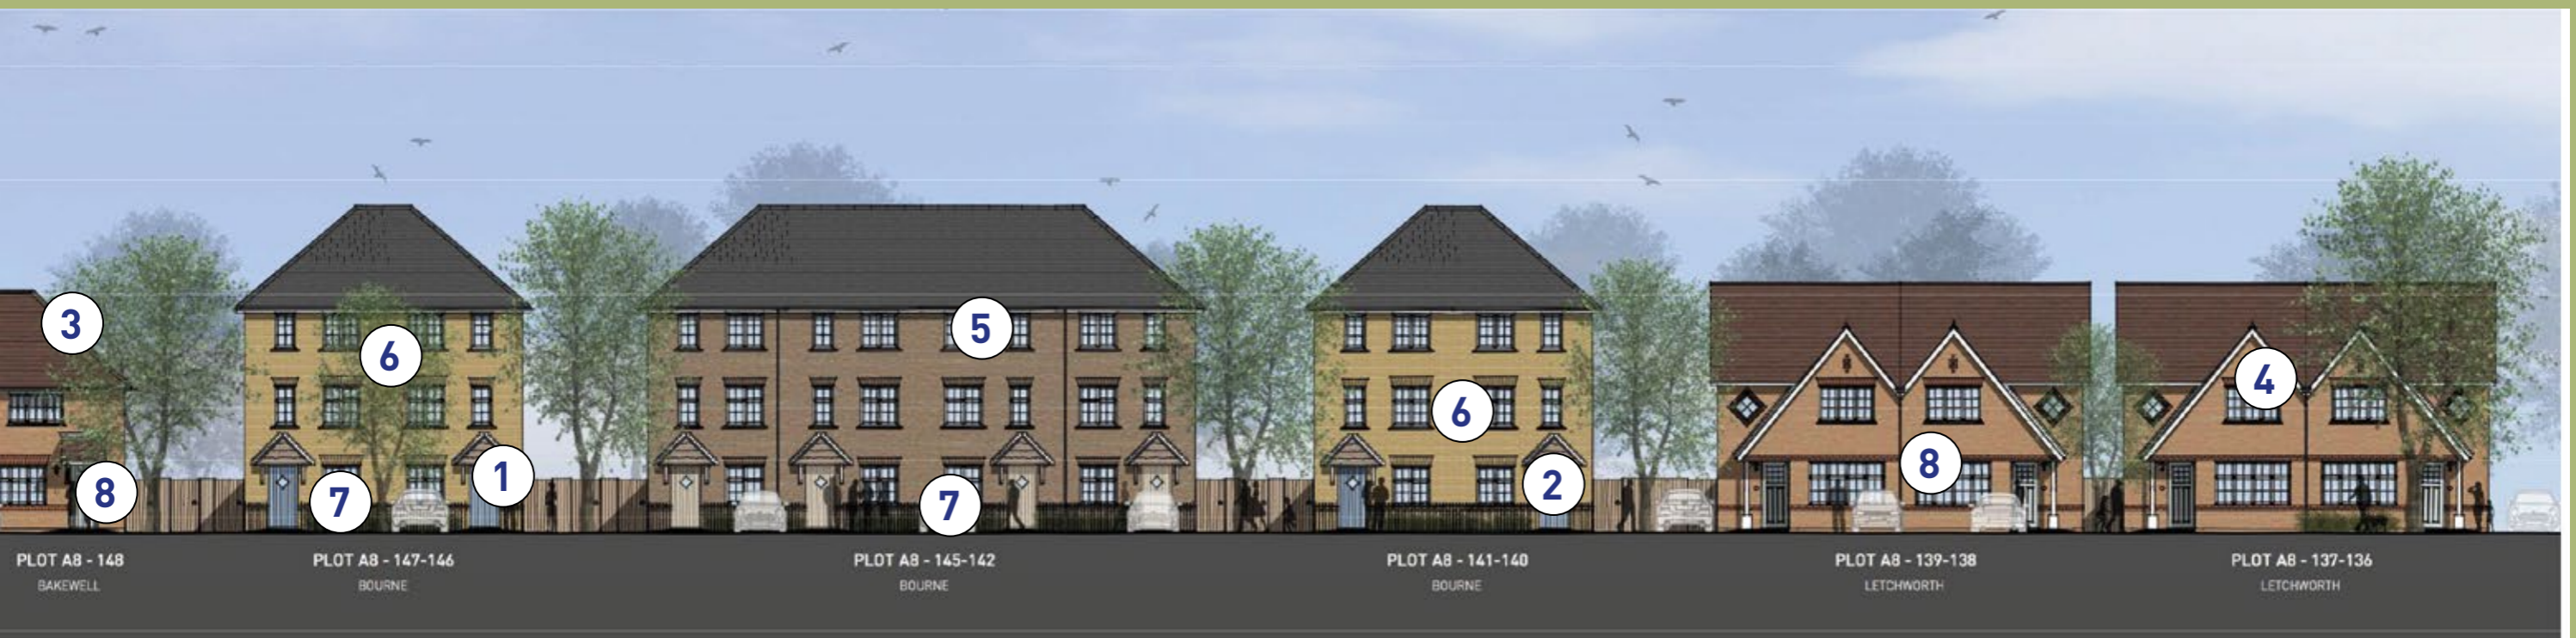 3
6
5
6
4
8
1
2
8
7
7
PLOT A8 - 148
BAKEWELL
PLOT A8 - 147-146
BOURNE
PLOT A8 - 145-142
BOURNE
PLOT A8 - 141-140
BOURNE
PLOT A8 - 139-138
LETCHWORTH
PLOT A8 - 137-136
LETCHWORTH